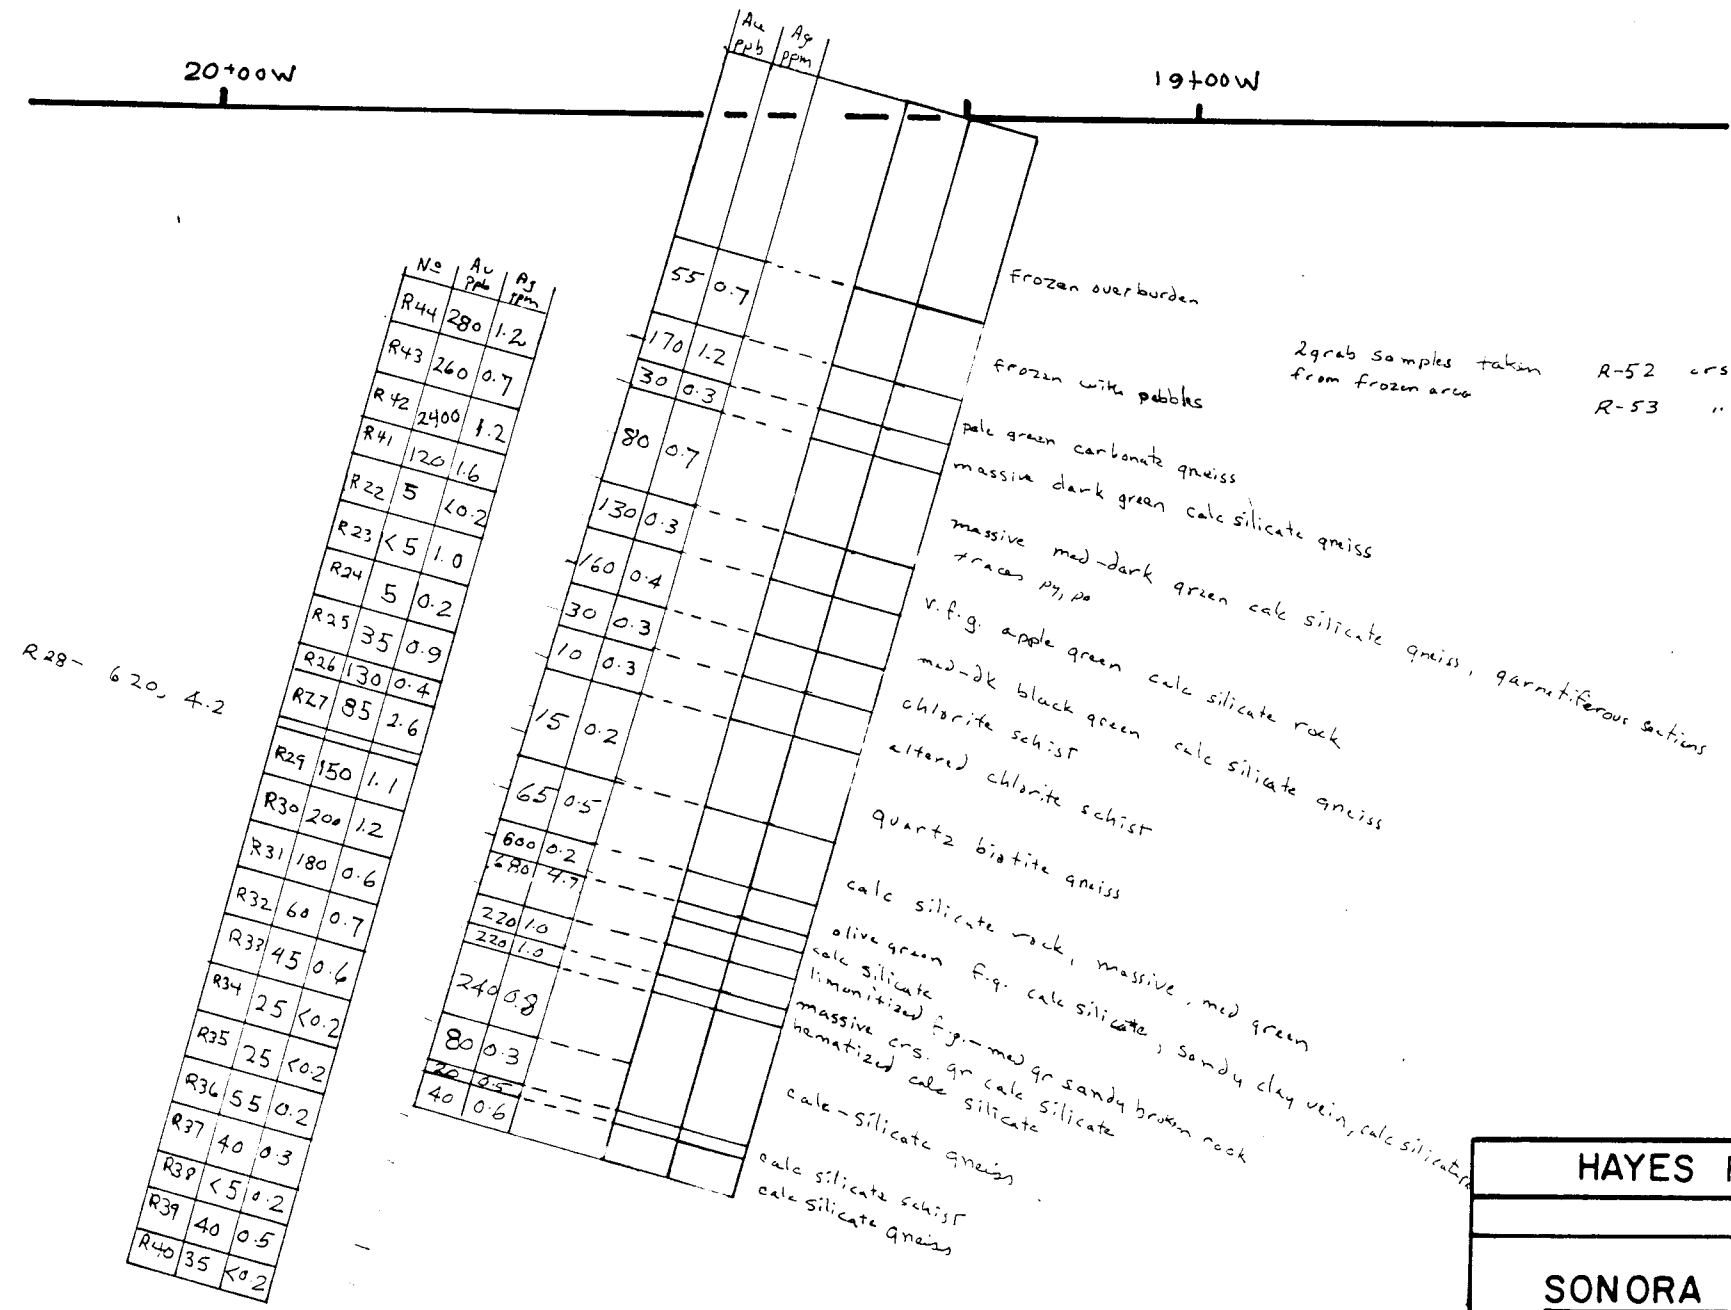 20+00W
19+00W
Au ppb | Ag ppm
55 0.7
170 1.2
30 0.3
80 0.7
130 0.3
160 0.4
30 0.3
10 0.3
15 0.2
65 0.5
600 0.2
680 4.7
220 1.0
220 1.0
240 0.8
80 0.3
20 0.5
40 0.6
No Au ppb Ag ppm
R44 280 1.2
R43 260 0.7
R42 2400 1.2
R41 120 1.6
R22 5 <0.2
R23 <5 1.0
R24 5 0.2
R25 35 0.9
R26 130 0.4
R27 85 2.6
R28- 620, 4.2
R29 150 1.1
R30 200 1.2
R31 180 0.6
R32 60 0.7
R33 45 0.6
R34 25 <0.2
R35 25 <0.2
R36 55 0.2
R37 40 0.3
R38 <5 0.2
R39 40 0.5
R40 35 <0.2
frozen overburden
frozen with pebbles
2 grab samples taken R-52 crs
from frozen area R-53 "
pale green carbonate gneiss
massive dark green calc silicate gneiss
massive med-dark green calc silicate gneiss, garnetiferous sections
traces py, po
v.f.g. apple green calc silicate rock
med-dk black green calc silicate gneiss
chlorite schist
altered chlorite schist
quartz biotite gneiss
calc silicate rock, massive, med green
olive green f.g. calc silicate, sandy clay vein, calc silicate
calc silicate
limonitized f.g.-med gr sandy broken rock
massive crs. gr calc silicate
hematized calc silicate
calc-silicate gneiss
calc silicate schist
calc silicate gneiss
HAYES
SONORA